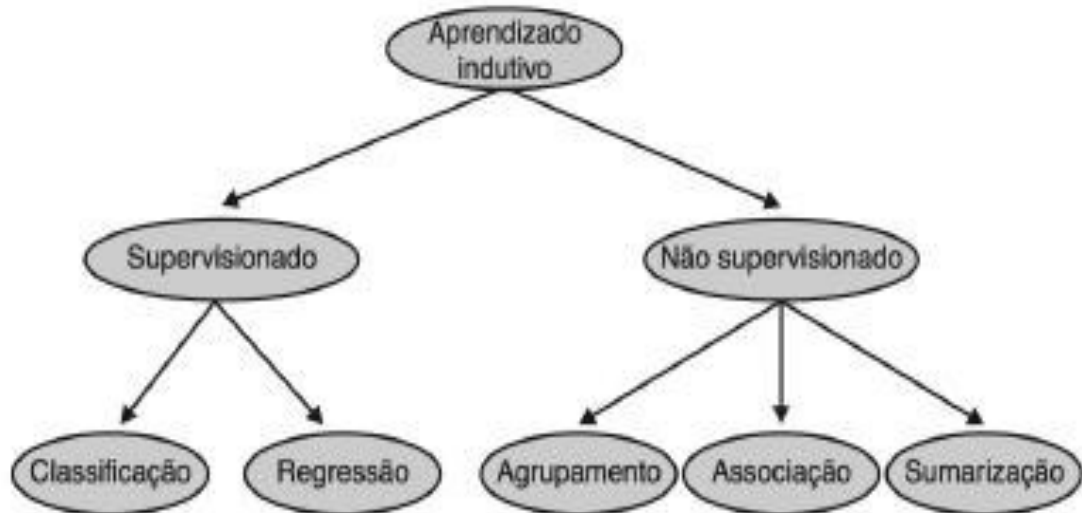 Aprendizado
indutivo
Supervisionado
Não supervisionado
Classificação
Regressão
Agrupamento
Associação
Sumarização